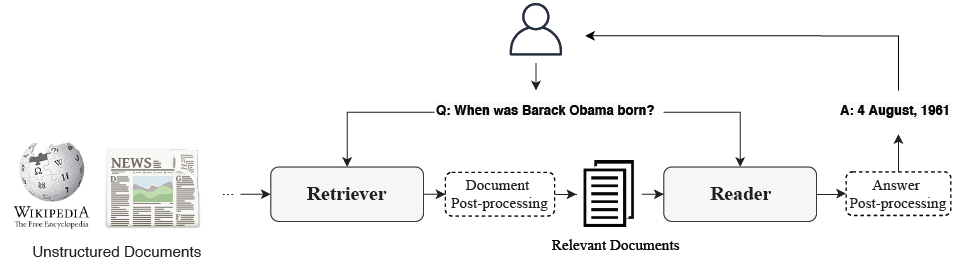 Q: When was Barack Obama born?
A: 4 August, 1961
NEWS
WIKIPEDIA
The Free Encyclopedia
Unstructured Documents
...
Retriever
Document
Post-processing
Relevant Documents
Reader
Answer
Post-processing